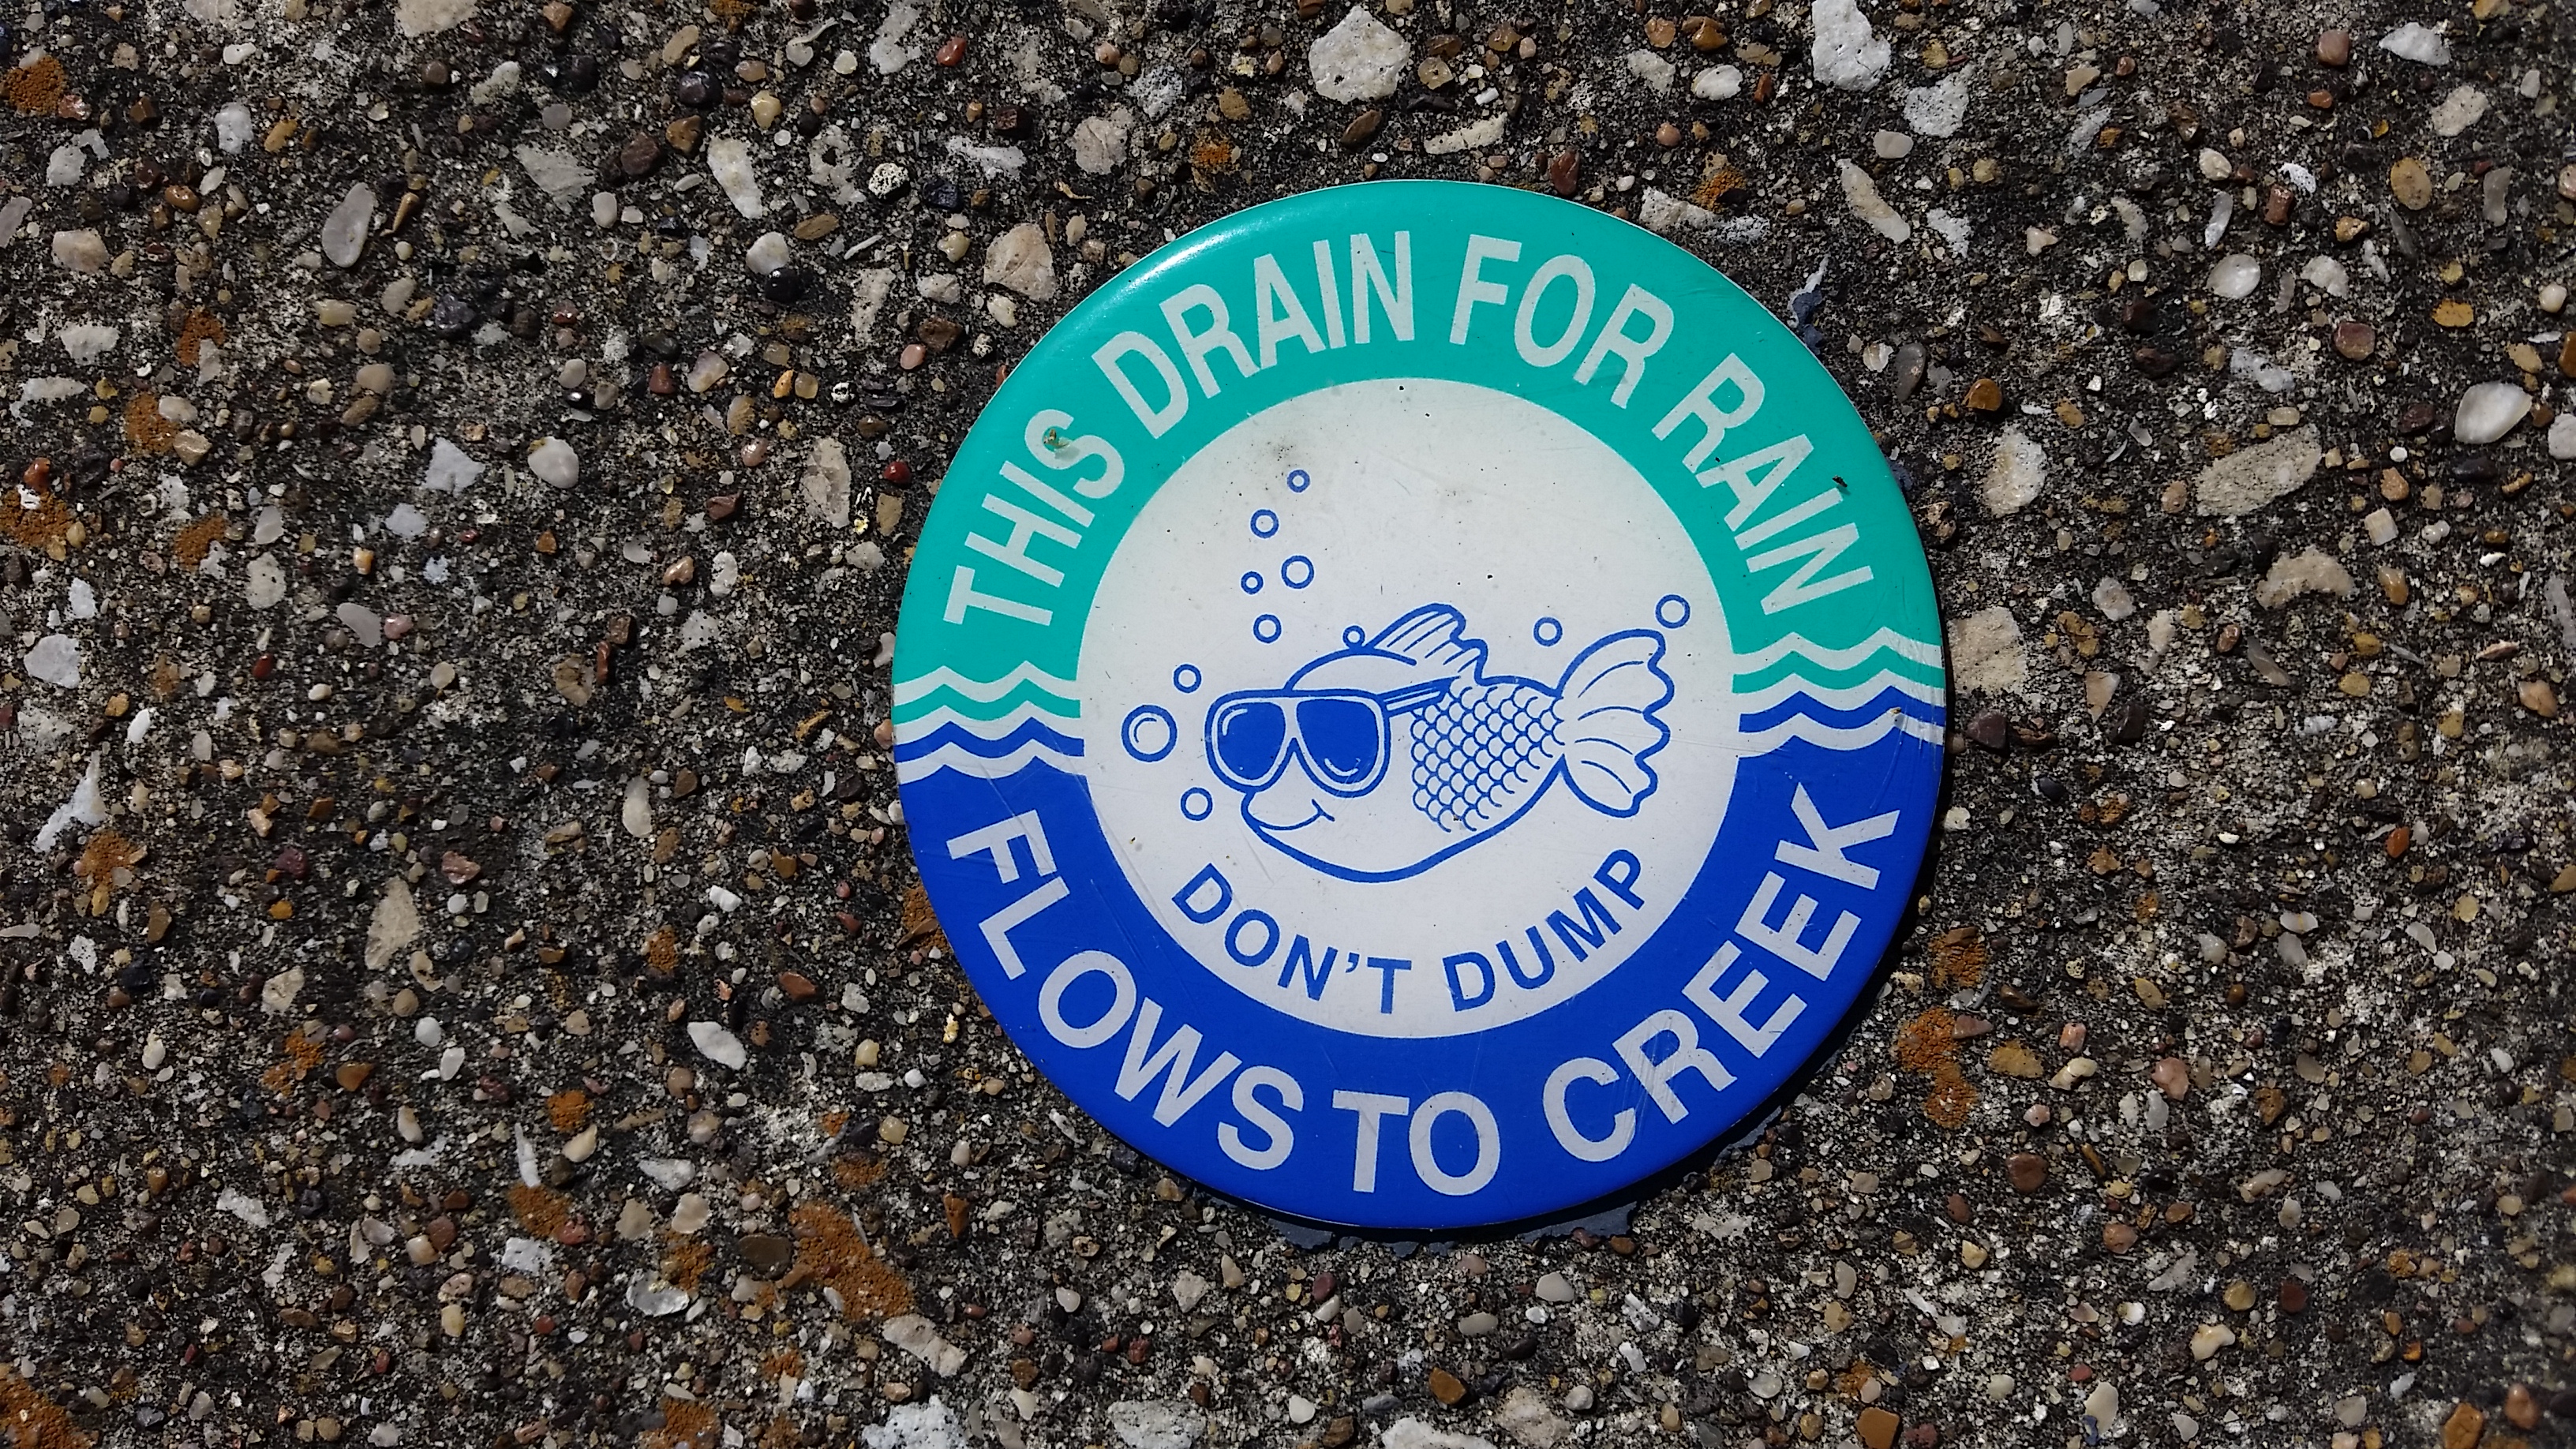 THIS DRAIN FOR RAIN
DON'T DUMP
FLOWS TO CREEK